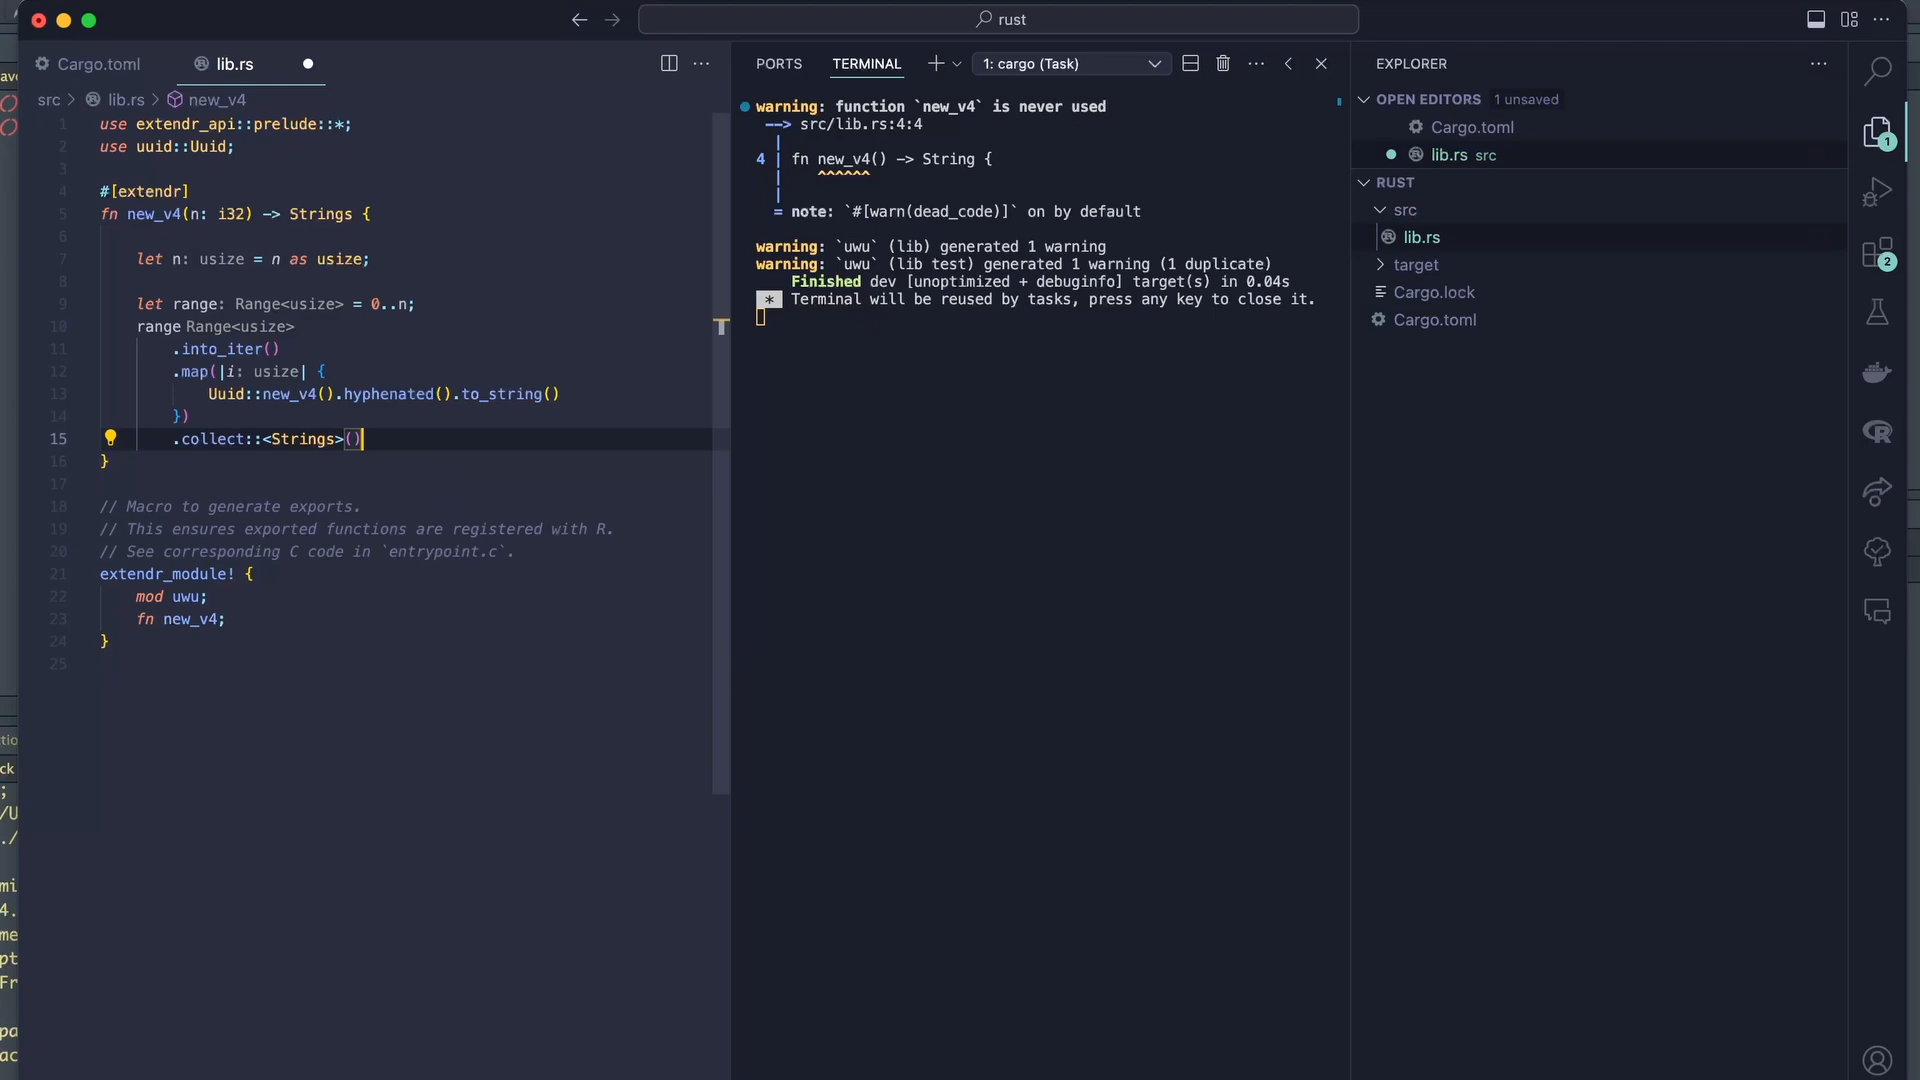 rust
Cargo.toml
lib.rs
src > lib.rs > new_v4
1 use extendr_api::prelude::*;
2 use uuid::Uuid;
3
4 #[extendr]
5 fn new_v4(n: i32) -> Strings {
6
7 let n: usize = n as usize;
8
9 let range: Range<usize> = 0..n;
10 range Range<usize>
11 .into_iter()
12 .map(|i: usize| {
13 Uuid::new_v4().hyphenated().to_string()
14 })
15 .collect::<Strings>()
16 }
17
18 // Macro to generate exports.
19 // This ensures exported functions are registered with R.
20 // See corresponding C code in `entrypoint.c`.
21 extendr_module! {
22 mod uwu;
23 fn new_v4;
24 }
25
PORTS TERMINAL 1: cargo (Task)
warning: function `new_v4` is never used
--> src/lib.rs:4:4
|
4 | fn new_v4() -> String {
| ^^^^^^
|
= note: `#[warn(dead_code)]` on by default
warning: `uwu` (lib) generated 1 warning
warning: `uwu` (lib test) generated 1 warning (1 duplicate)
Finished dev [unoptimized + debuginfo] target(s) in 0.04s
* Terminal will be reused by tasks, press any key to close it.
EXPLORER
OPEN EDITORS 1 unsaved
Cargo.toml
lib.rs src
RUST
src
lib.rs
target
Cargo.lock
Cargo.toml
1
2